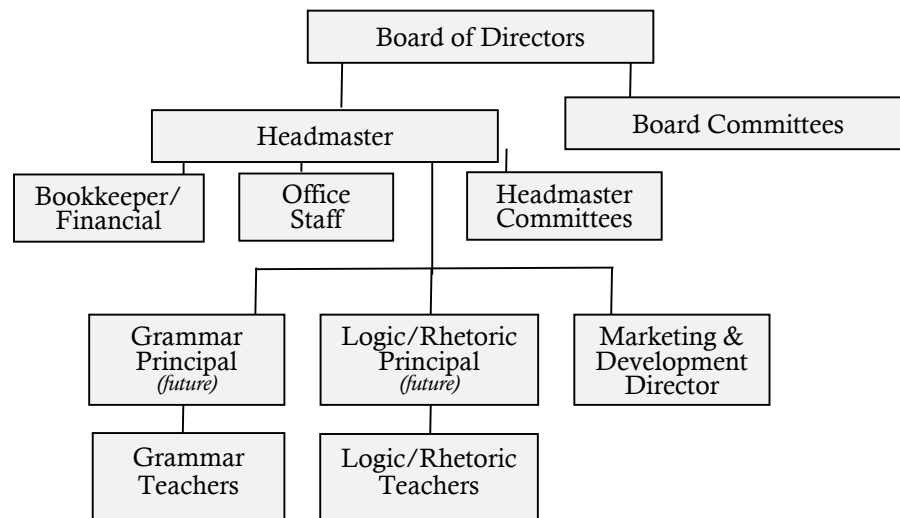 Board of Directors
Board Committees
Headmaster
Bookkeeper/
Financial
Office
Staff
Headmaster
Committees
Grammar
Principal
(future)
Logic/Rhetoric
Principal
(future)
Marketing &
Development
Director
Grammar
Teachers
Logic/Rhetoric
Teachers